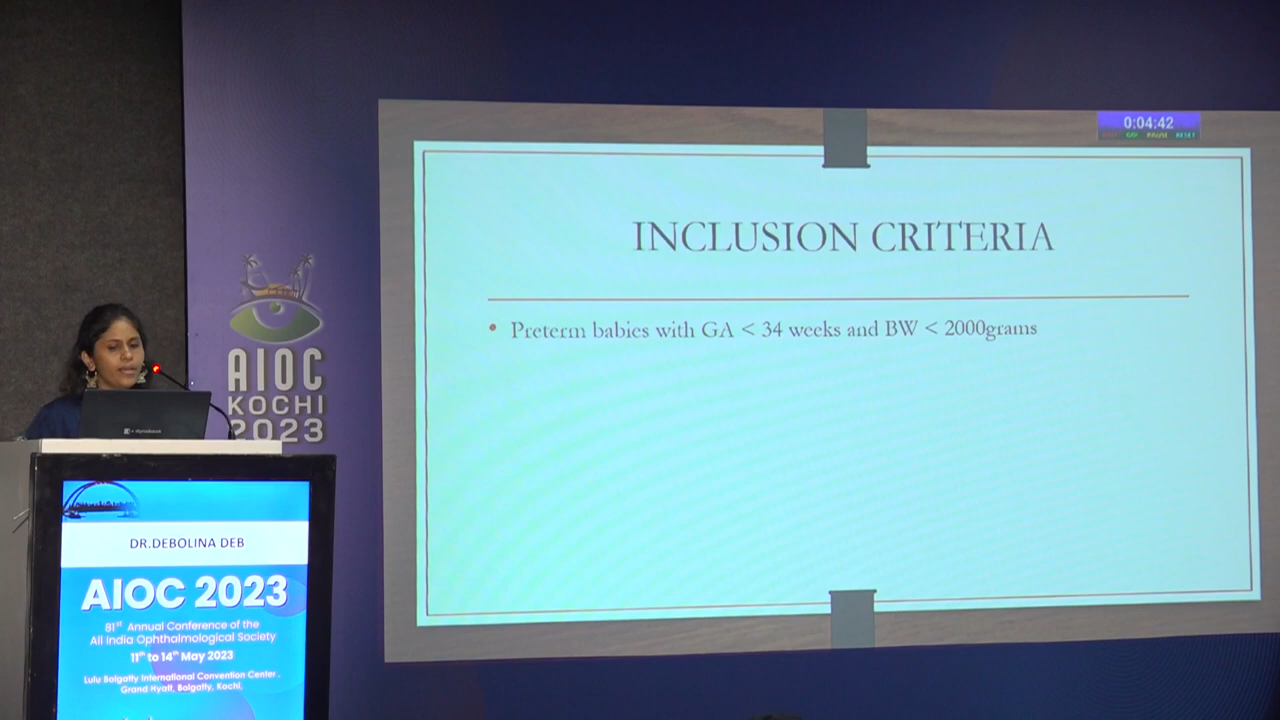 0:04:42
PAUSE RESET
INCLUSION CRITERIA
• Preterm babies with GA < 34 weeks and BW < 2000grams
AIOC
KOCHI
2023
DR.DEBOLINA DEB
AIOC 2023
81st Annual Conference of the
All India Ophthalmological Society
11th to 14th May 2023
Lulu Bolgatty International Convention Center,
Grand Hyatt, Bolgatty, Kochi.